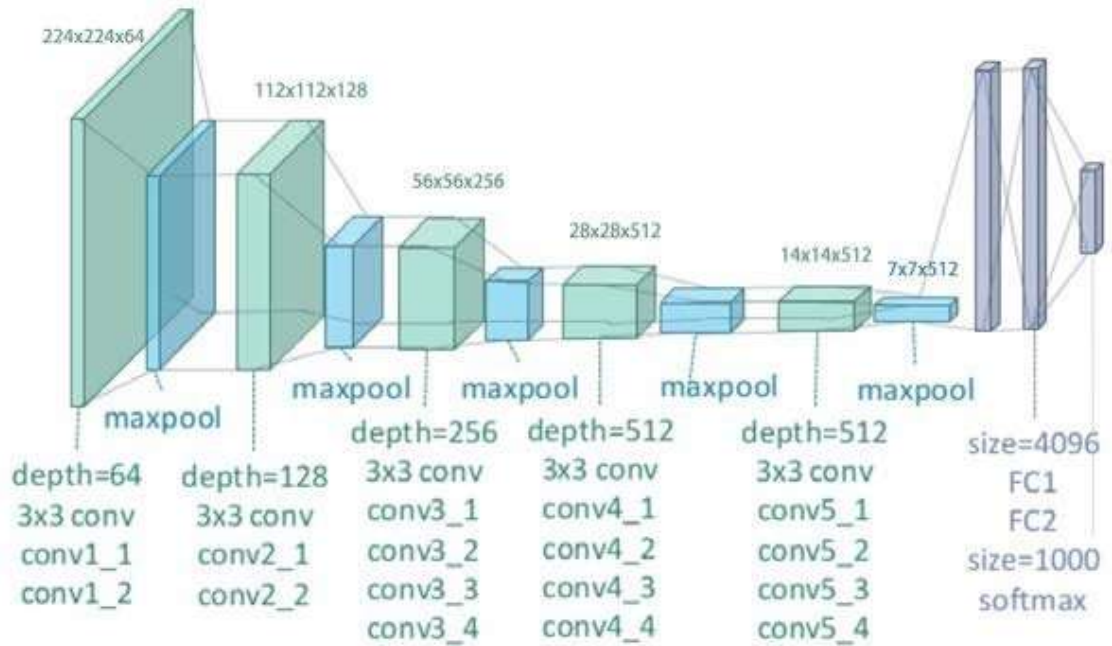 224x224x64
112x112x128
56x56x256
28x28x512
14x14x512
7x7x512
maxpool
maxpool
maxpool
maxpool
maxpool
depth=64
3x3 conv
conv1_1
conv1_2
depth=128
3x3 conv
conv2_1
conv2_2
depth=256
3x3 conv
conv3_1
conv3_2
conv3_3
conv3_4
depth=512
3x3 conv
conv4_1
conv4_2
conv4_3
conv4_4
depth=512
3x3 conv
conv5_1
conv5_2
conv5_3
conv5_4
size=4096
FC1
FC2
size=1000
softmax